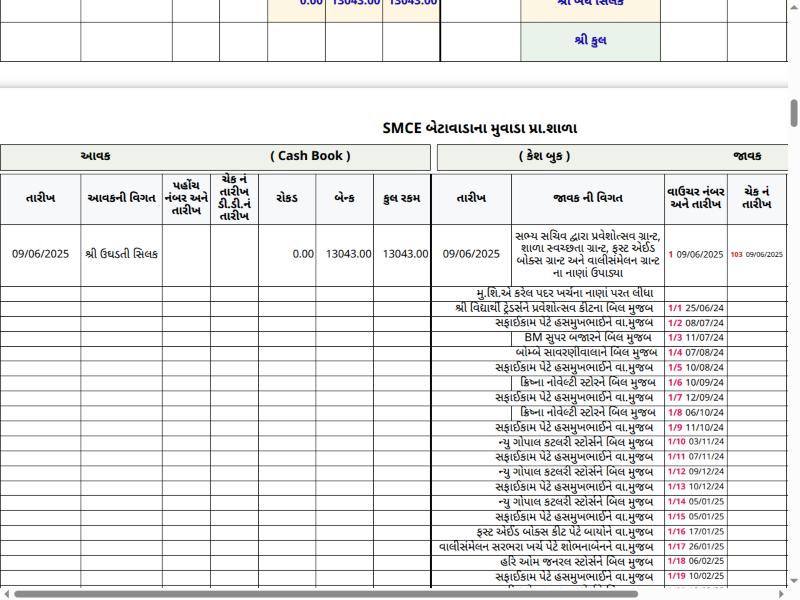 0.00 13043.00 13043.00 શ્રી બંધ સિલક
શ્રી કુલ
SMCE બેટાવાડાના મુવાડા પ્રા.શાળા
આવક ( Cash Book ) ( કેશ બુક ) જાવક
તારીખ આવકની વિગત પહોંચ નંબર અને તારીખ ચેક નં તારીખ ડી.ડી.નં તારીખ રોકડ બેન્ક કુલ રકમ તારીખ જાવક ની વિગત વાઉચર નંબર અને તારીખ ચેક નં તારીખ
09/06/2025 શ્રી ઉઘડતી સિલક 0.00 13043.00 13043.00 09/06/2025 સભ્ય સચિવ દ્વારા પ્રવેશોત્સવ ગ્રાન્ટ, શાળા સ્વચ્છતા ગ્રાન્ટ, ફસ્ટ એઈડ બોક્સ ગ્રાન્ટ અને વાલીસંમેલન ગ્રાન્ટ ના નાણાં ઉપાડ્યા 1 09/06/2025 103 09/06/2025
મુ.શિ.એ કરેલ પદર ખર્ચના નાણાં પરત લીધા
શ્રી વિદ્યાર્થી ટ્રેડર્સને પ્રવેશોત્સવ કીટના બિલ મુજબ 1/1 25/06/24
સફાઈકામ પેટે હસમુખભાઈને વા.મુજબ 1/2 08/07/24
BM સુપર બજારને બિલ મુજબ 1/3 11/07/24
બોમ્બે સાવરણીવાલાને બિલ મુજબ 1/4 07/08/24
સફાઈકામ પેટે હસમુખભાઈને વા.મુજબ 1/5 10/08/24
ક્રિષ્ના નોવેલ્ટી સ્ટોરને બિલ મુજબ 1/6 10/09/24
સફાઈકામ પેટે હસમુખભાઈને વા.મુજબ 1/7 12/09/24
ક્રિષ્ના નોવેલ્ટી સ્ટોરને બિલ મુજબ 1/8 06/10/24
સફાઈકામ પેટે હસમુખભાઈને વા.મુજબ 1/9 11/10/24
ન્યુ ગોપાલ કટલરી સ્ટોર્સને બિલ મુજબ 1/10 03/11/24
સફાઈકામ પેટે હસમુખભાઈને વા.મુજબ 1/11 07/11/24
ન્યુ ગોપાલ કટલરી સ્ટોર્સને બિલ મુજબ 1/12 09/12/24
સફાઈકામ પેટે હસમુખભાઈને વા.મુજબ 1/13 10/12/24
ન્યુ ગોપાલ કટલરી સ્ટોર્સને બિલ મુજબ 1/14 05/01/25
સફાઈકામ પેટે હસમુખભાઈને વા.મુજબ 1/15 05/01/25
ફસ્ટ એઈડ બોક્સ કીટ પેટે બાયોને વા.મુજબ 1/16 17/01/25
વાલીસંમેલન સરભરા ખર્ચ પેટે શોભનાબેનને વા.મુજબ 1/17 26/01/25
હરિ ઓમ જનરલ સ્ટોર્સને બિલ મુજબ 1/18 06/02/25
સફાઈકામ પેટે હસમુખભાઈને વા.મુજબ 1/19 10/02/25